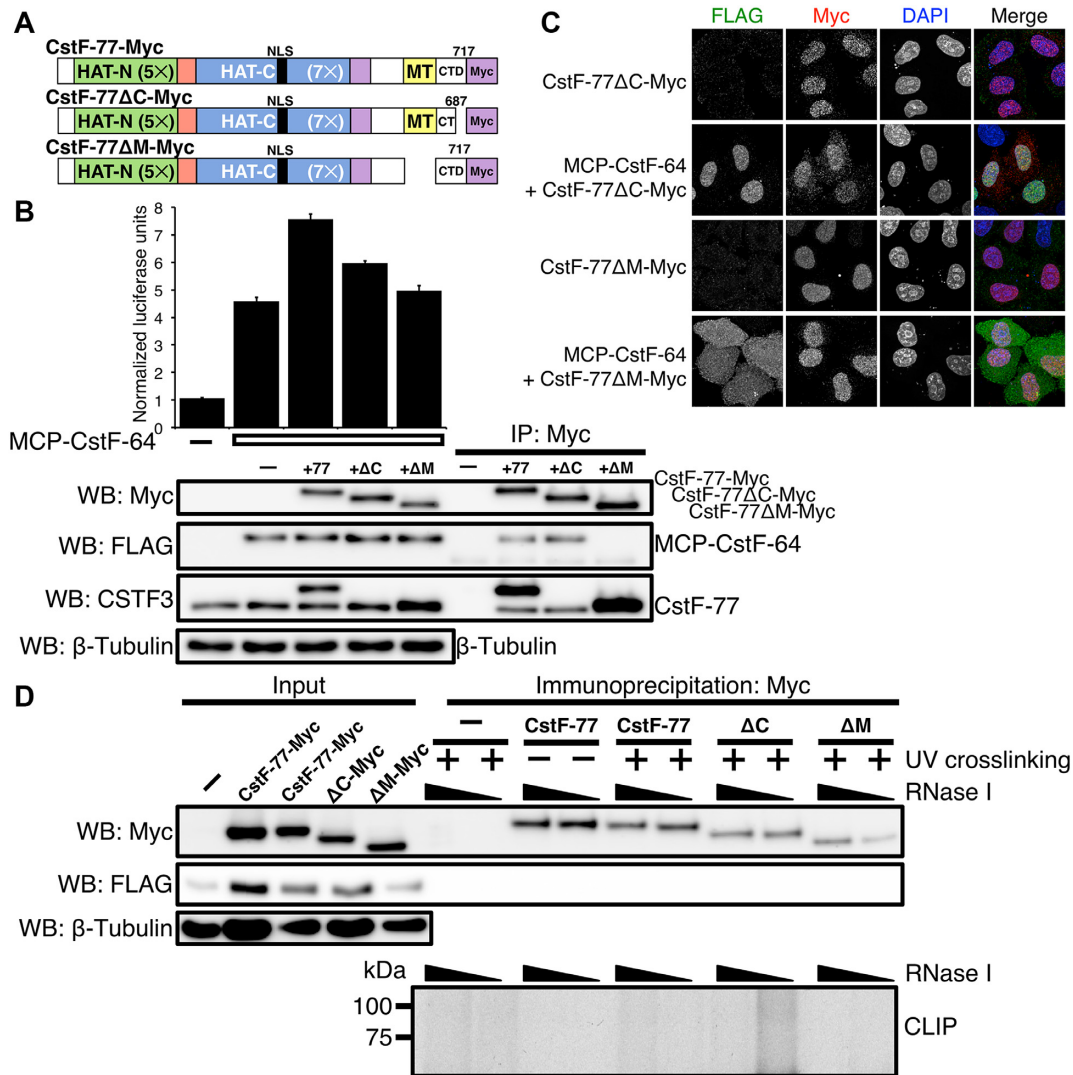 A
CstF-77-Myc
NLS
717
HAT-N (5×)
HAT-C
(7×)
MT
CTD
Myc
CstF-77ΔC-Myc
NLS
687
HAT-N (5×)
HAT-C
(7×)
MT
CT
Myc
CstF-77ΔM-Myc
NLS
717
HAT-N (5×)
HAT-C
(7×)
CTD
Myc
B
Normalized luciferase units
8
7
6
5
4
3
2
1
0
MCP-CstF-64
—
IP: Myc
— +77 +ΔC +ΔM — +77 +ΔC +ΔM
WB: Myc
CstF-77-Myc
CstF-77ΔC-Myc
CstF-77ΔM-Myc
WB: FLAG
MCP-CstF-64
WB: CSTF3
CstF-77
WB: β-Tubulin
β-Tubulin
C
FLAG Myc DAPI Merge
CstF-77ΔC-Myc
MCP-CstF-64
+ CstF-77ΔC-Myc
CstF-77ΔM-Myc
MCP-CstF-64
+ CstF-77ΔM-Myc
D
Input
Immunoprecipitation: Myc
— CstF-77-Myc CstF-77-Myc ΔC-Myc ΔM-Myc
— CstF-77 CstF-77 ΔC ΔM
+ + — — + + + + + + UV crosslinking
RNase I
WB: Myc
WB: FLAG
WB: β-Tubulin
kDa
RNase I
100
75
CLIP